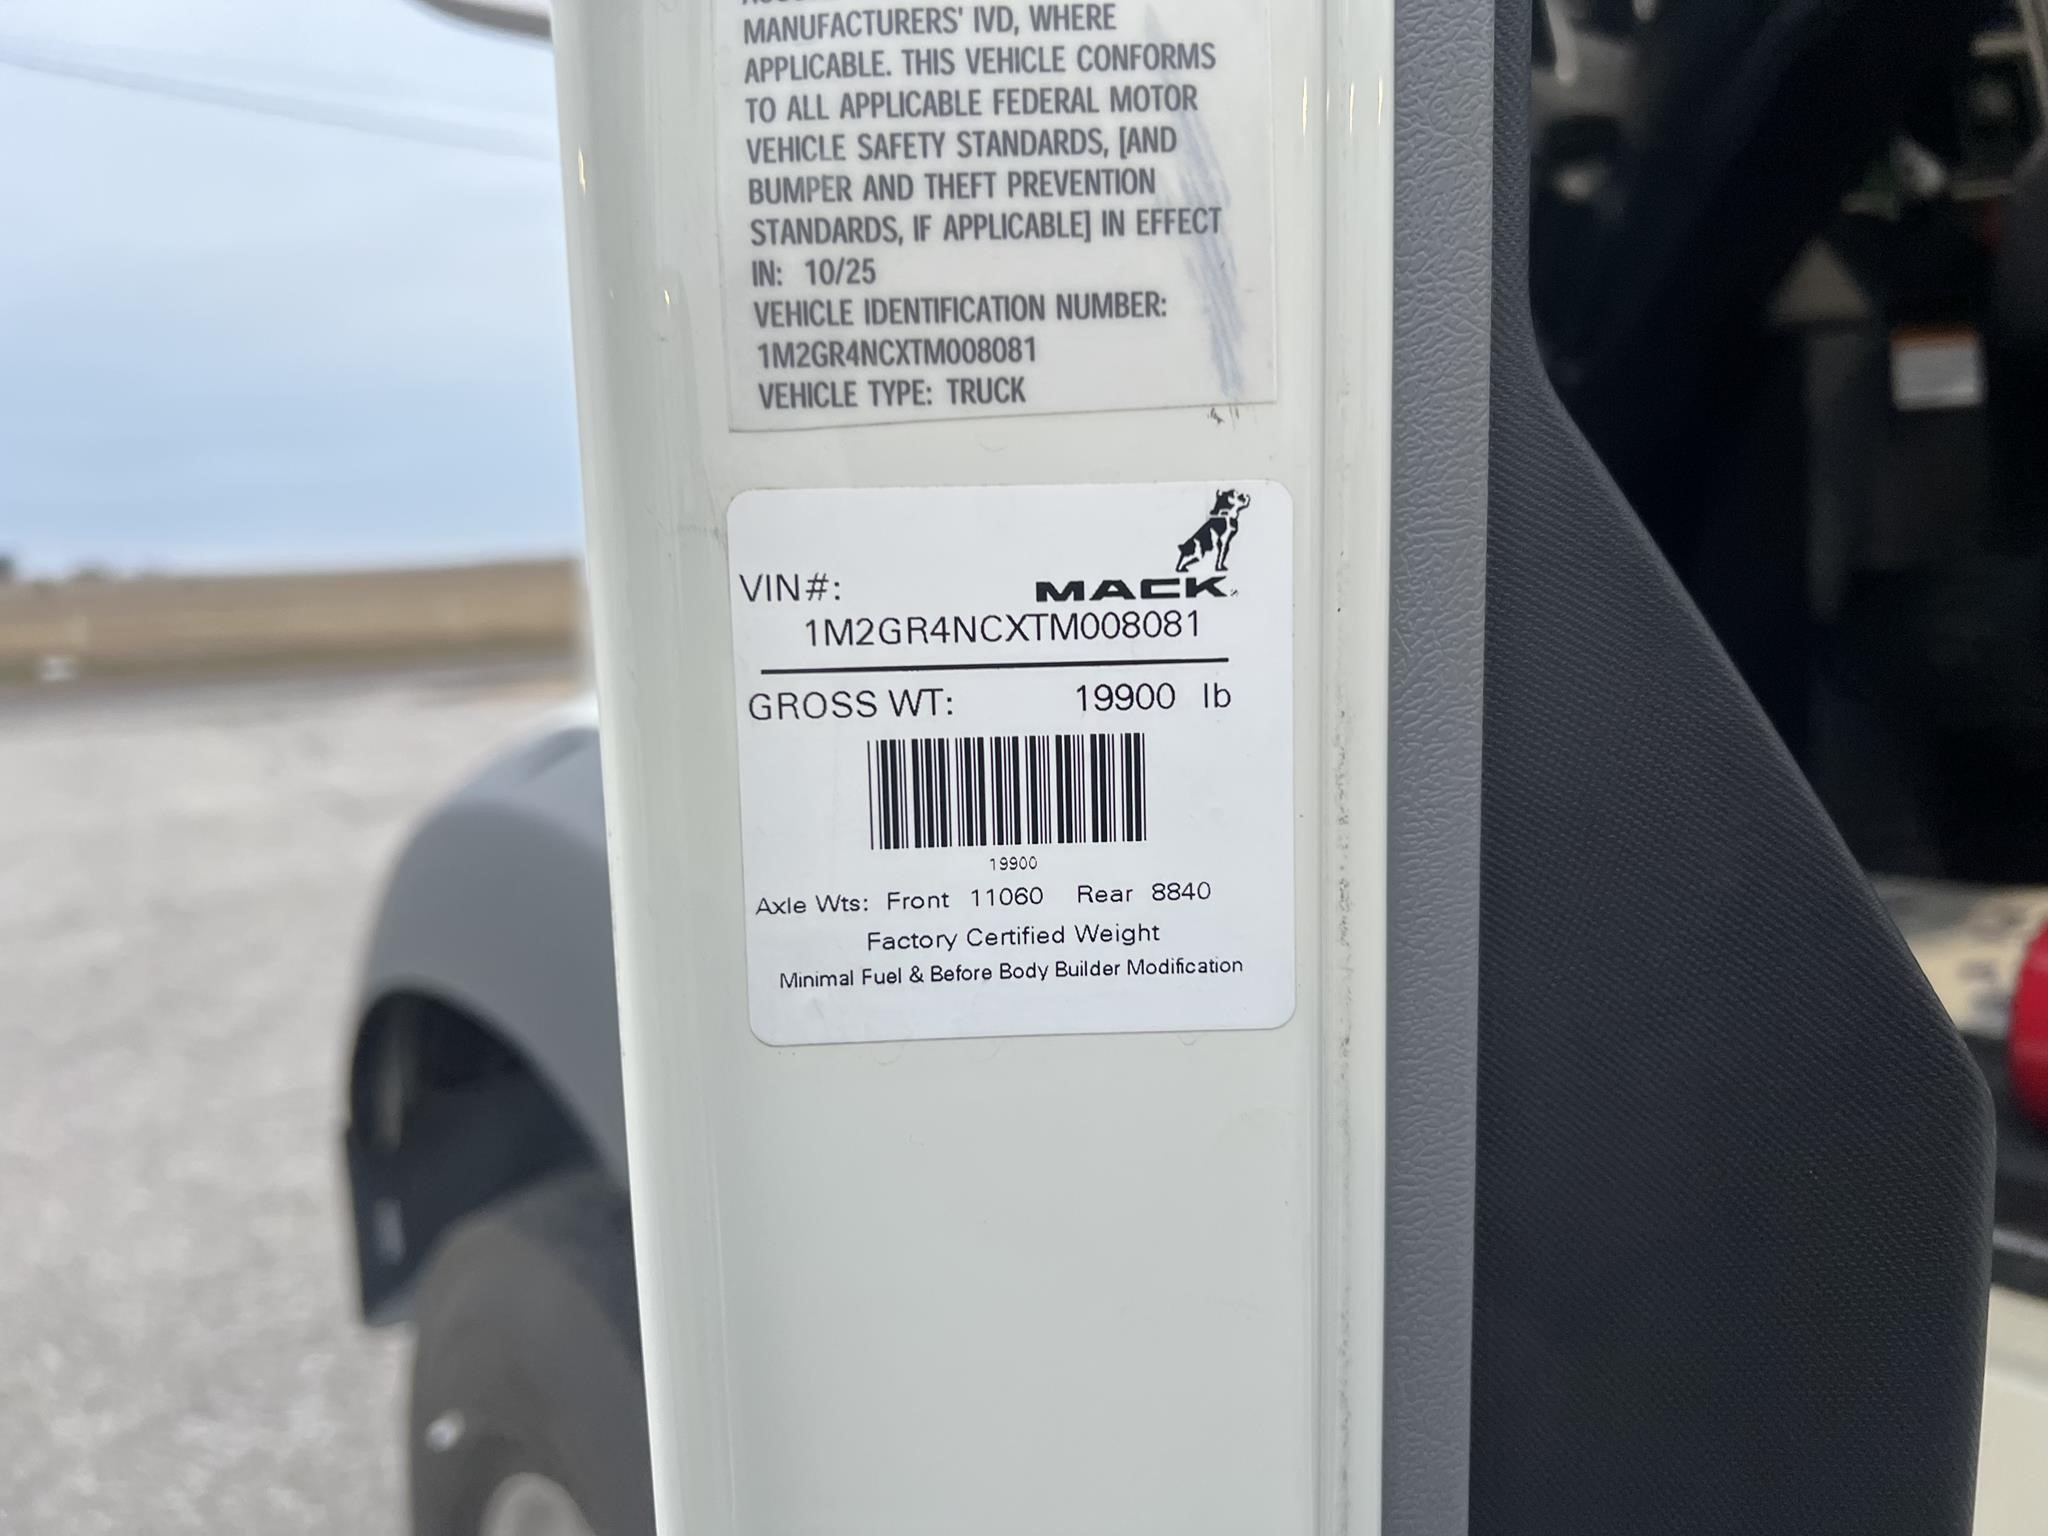 MANUFACTURERS' IVD, WHERE
APPLICABLE. THIS VEHICLE CONFORMS
TO ALL APPLICABLE FEDERAL MOTOR
VEHICLE SAFETY STANDARDS, [AND
BUMPER AND THEFT PREVENTION
STANDARDS, IF APPLICABLE] IN EFFECT
IN: 10/25
VEHICLE IDENTIFICATION NUMBER:
1M2GR4NCXTM008081
VEHICLE TYPE: TRUCK
MACK
VIN#:
1M2GR4NCXTM008081
GROSS WT: 19900 lb
19900
Axle Wts: Front 11060 Rear 8840
Factory Certified Weight
Minimal Fuel & Before Body Builder Modification